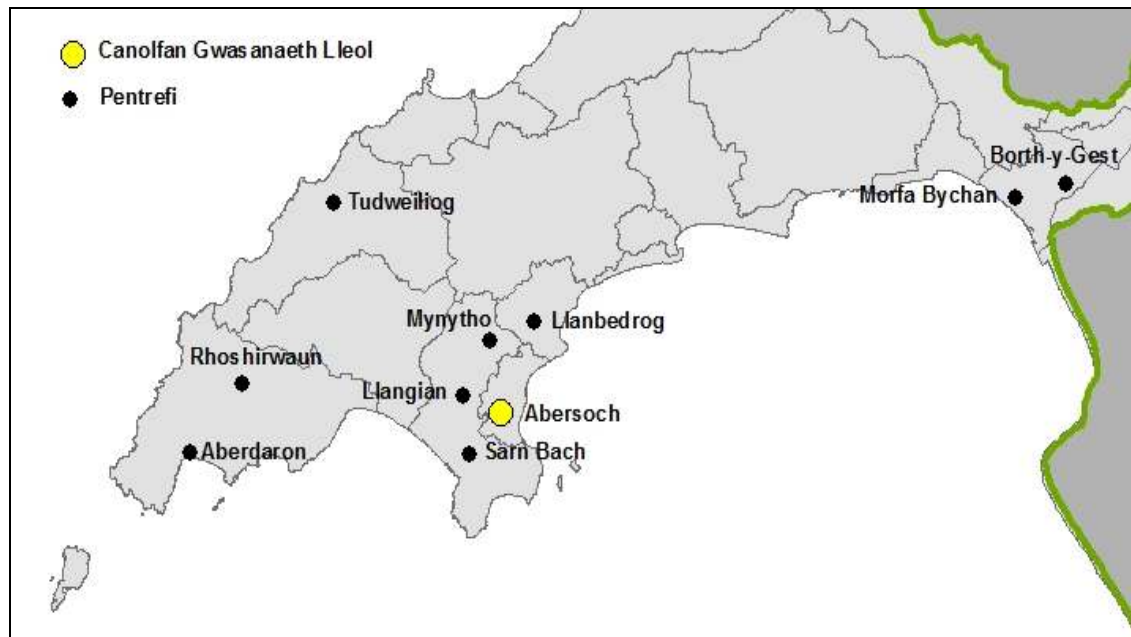 Canolfan Gwasanaeth Lleol
Pentrefi
Borth-y-Gest
Tudweiliog
Morfa Bychan
Mynytho
Llanbedrog
Rhoshirwaun
Llangian
Abersoch
Aberdaron
Sarn Bach